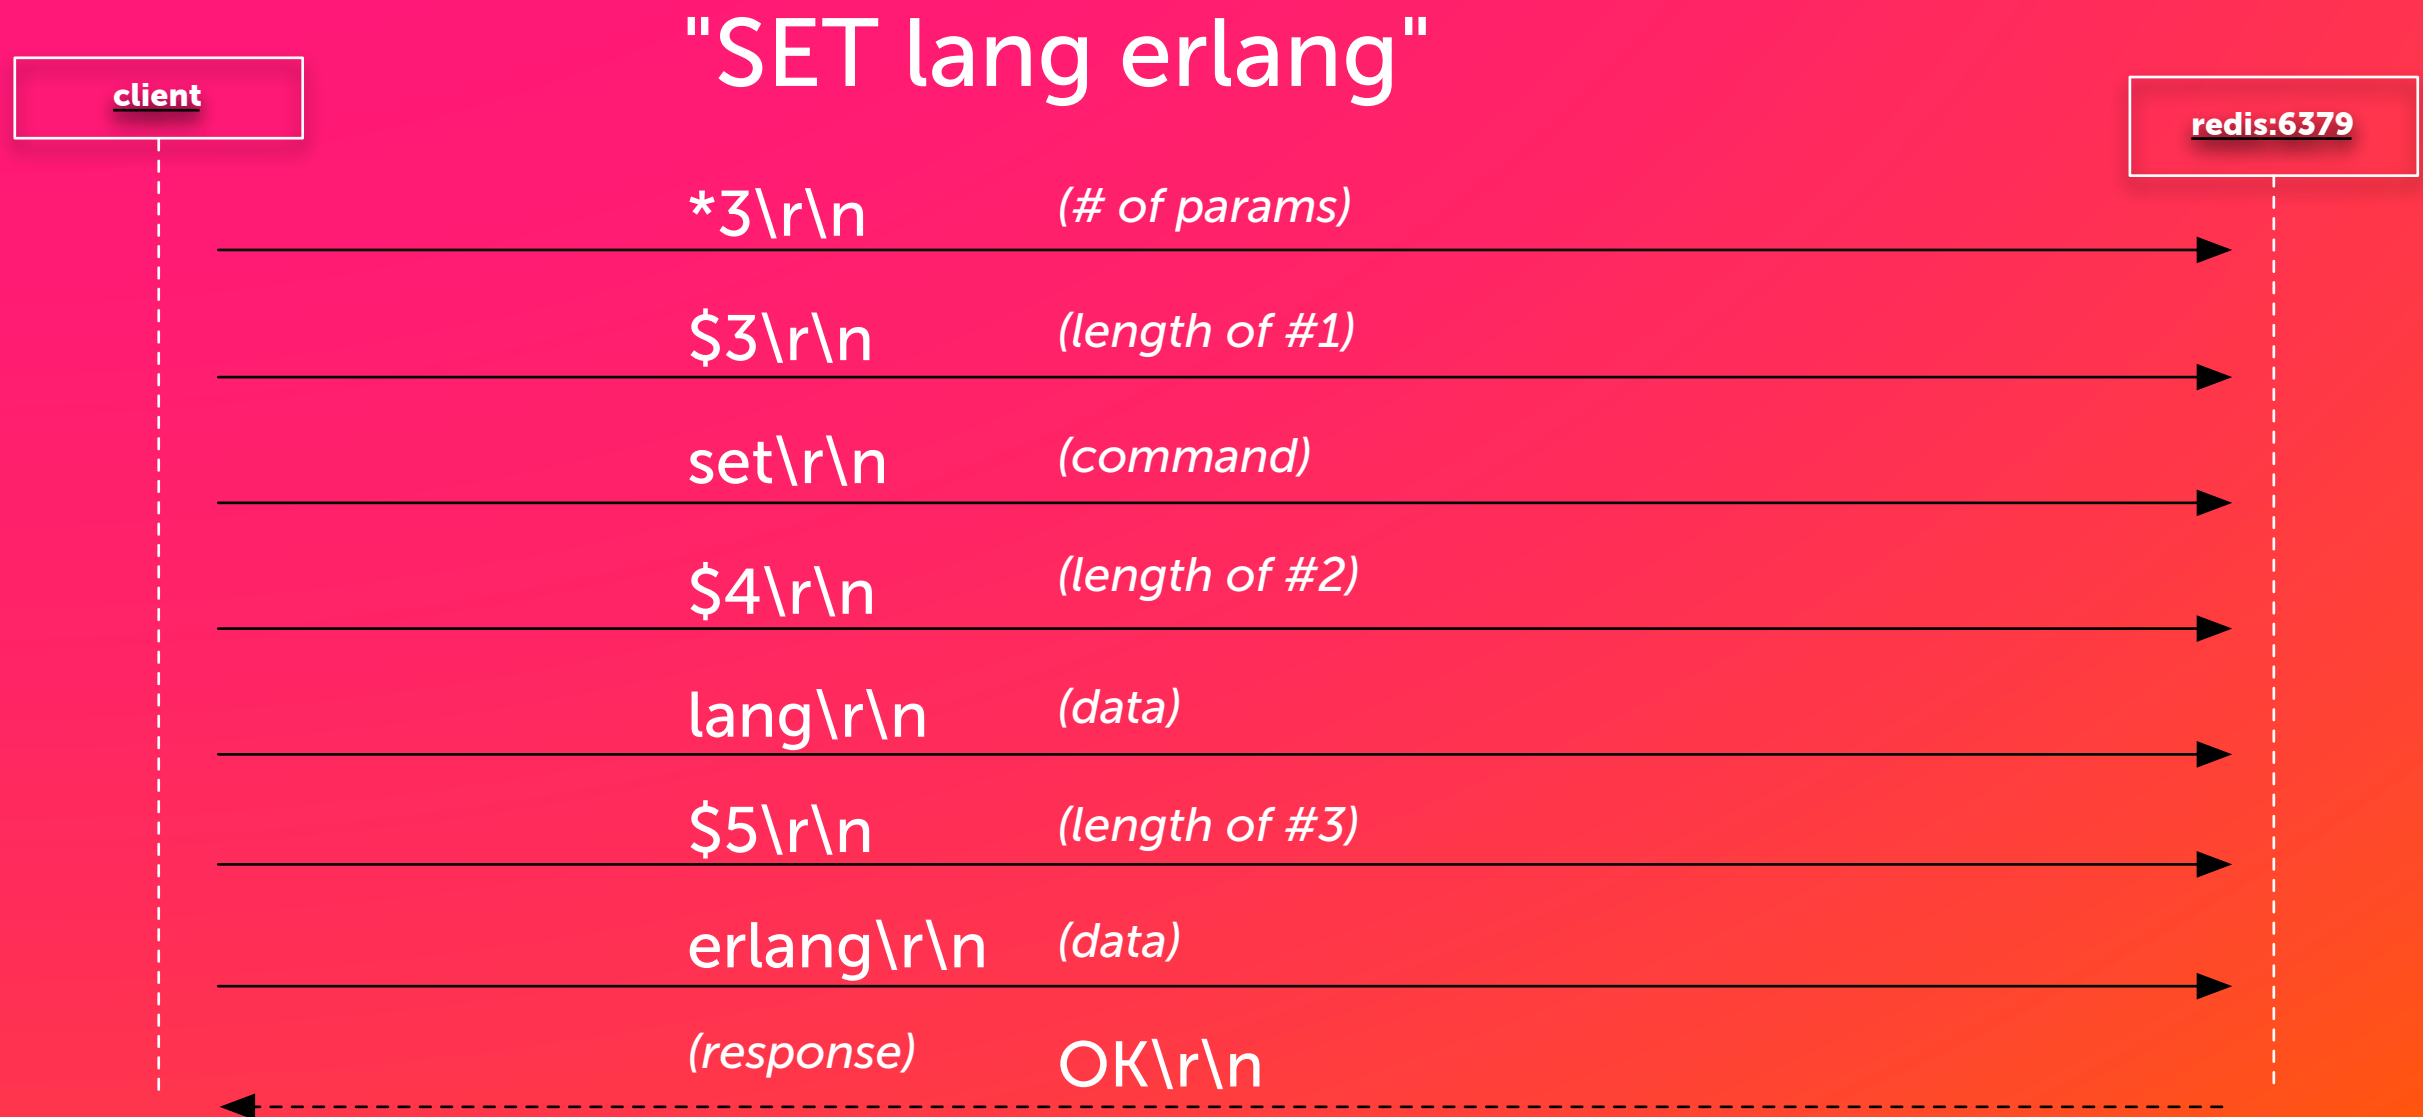 "SET lang erlang"
client
redis:6379
*3\r\n (# of params)
$3\r\n (length of #1)
set\r\n (command)
$4\r\n (length of #2)
lang\r\n (data)
$5\r\n (length of #3)
erlang\r\n (data)
(response) OK\r\n